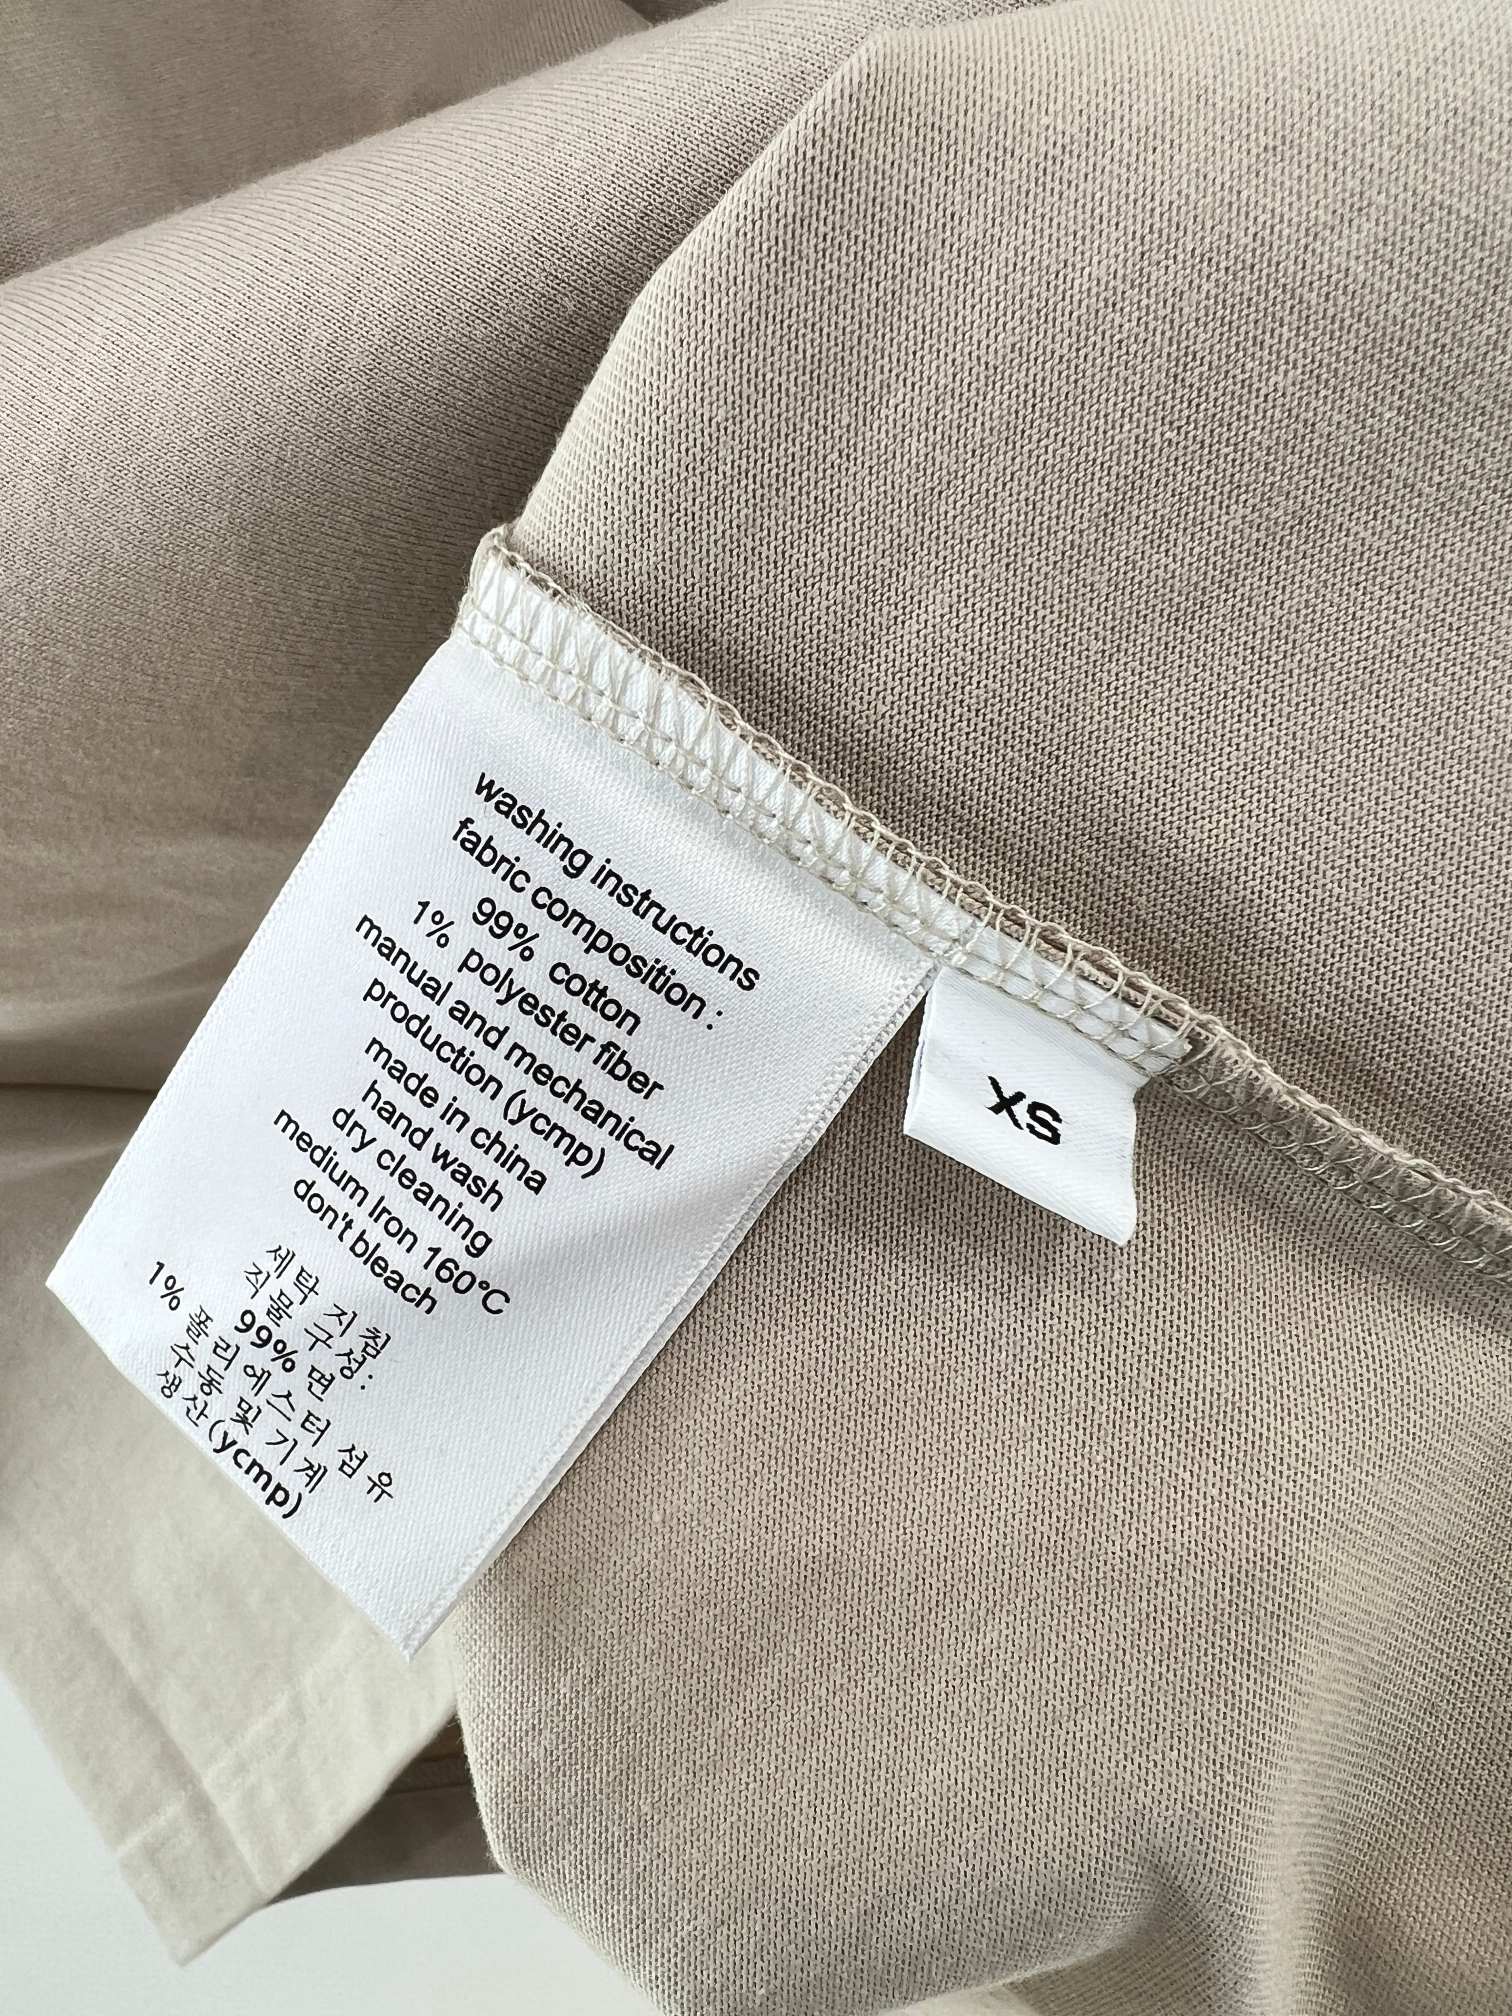 washing instructions
fabric composition :
99% cotton
1% polyester fiber
manual and mechanical
production (ycmp)
made in china
hand wash
dry cleaning
medium Iron 160°C
don't bleach
세탁 지침
직물 구성:
99% 면
1% 폴리에스터 섬유
수동 및 기계
생산(ycmp)
XS